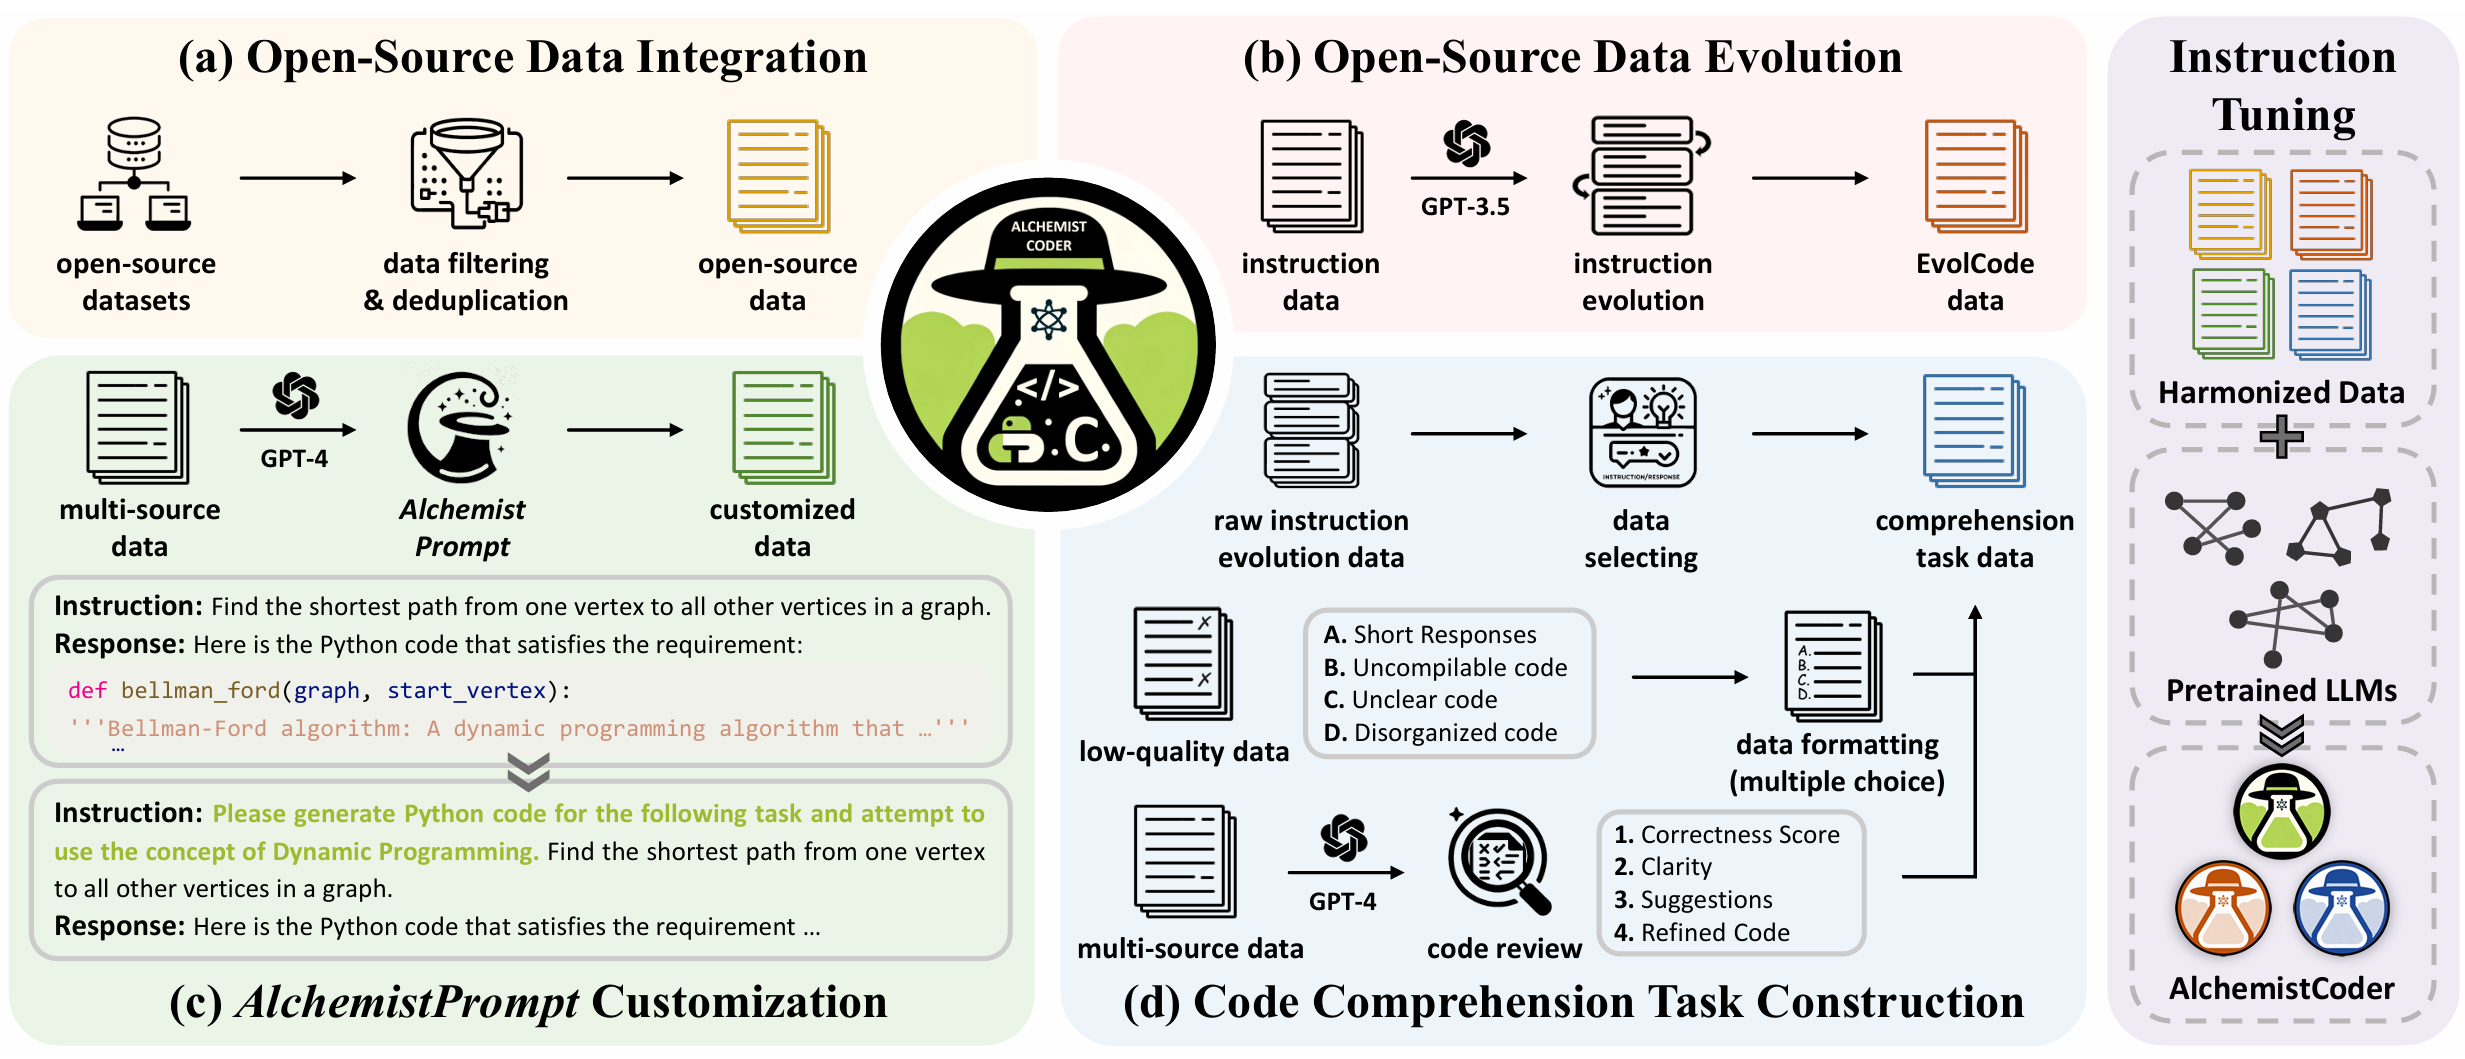 (a) Open-Source Data Integration
open-source
datasets
data filtering
& deduplication
open-source
data
(b) Open-Source Data Evolution
instruction
data
GPT-3.5
instruction
evolution
EvolCode
data
ALCHEMIST
CODER
</>
C
multi-source
data
GPT-4
Alchemist
Prompt
customized
data
Instruction: Find the shortest path from one vertex to all other vertices in a graph.
Response: Here is the Python code that satisfies the requirement:
def bellman_ford(graph, start_vertex):
'''Bellman-Ford algorithm: A dynamic programming algorithm that …'''
…
Instruction: Please generate Python code for the following task and attempt to
use the concept of Dynamic Programming. Find the shortest path from one vertex
to all other vertices in a graph.
Response: Here is the Python code that satisfies the requirement ...
(c) AlchemistPrompt Customization
raw instruction
evolution data
INSTRUCTION/RESPONSE
data
selecting
comprehension
task data
low-quality data
A. Short Responses
B. Uncompilable code
C. Unclear code
D. Disorganized code
A.
B.
C.
D.
data formatting
(multiple choice)
multi-source data
GPT-4
code review
1. Correctness Score
2. Clarity
3. Suggestions
4. Refined Code
(d) Code Comprehension Task Construction
Instruction
Tuning
Harmonized Data
Pretrained LLMs
AlchemistCoder